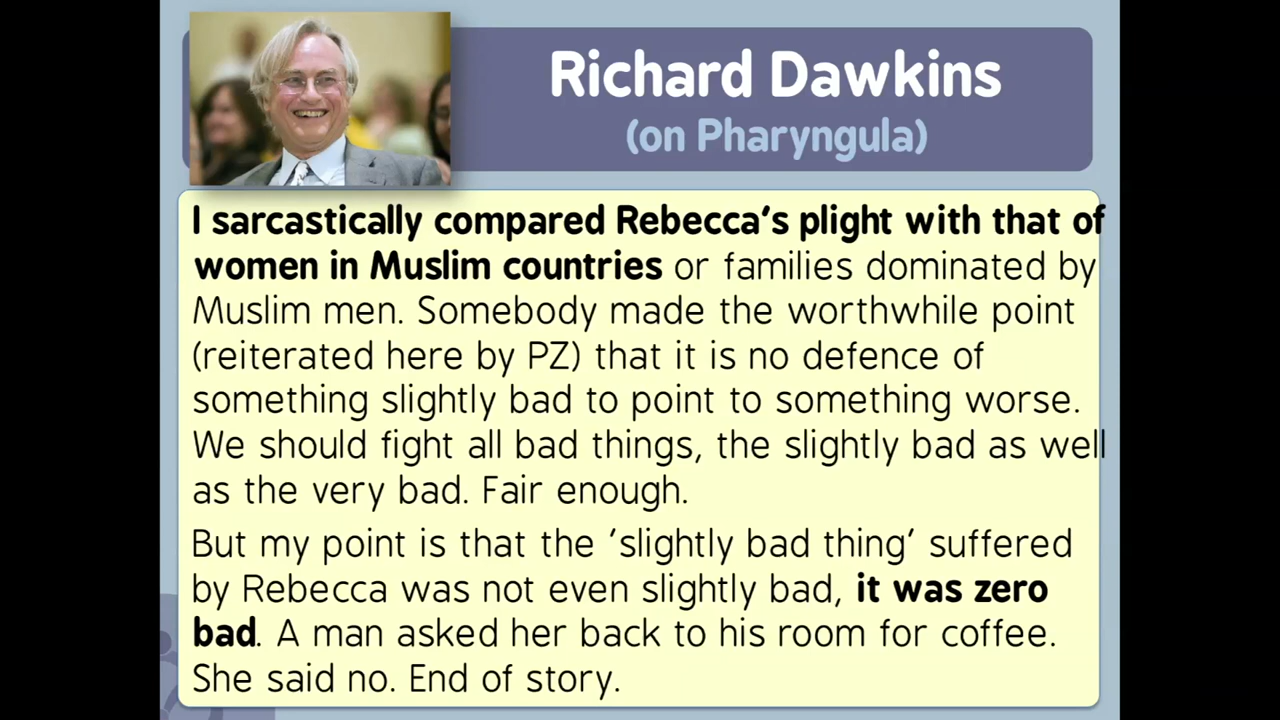 Richard Dawkins
(on Pharyngula)
I sarcastically compared Rebecca's plight with that of
women in Muslim countries or families dominated by
Muslim men. Somebody made the worthwhile point
(reiterated here by PZ) that it is no defence of
something slightly bad to point to something worse.
We should fight all bad things, the slightly bad as well
as the very bad. Fair enough.
But my point is that the 'slightly bad thing' suffered
by Rebecca was not even slightly bad, it was zero
bad. A man asked her back to his room for coffee.
She said no. End of story.